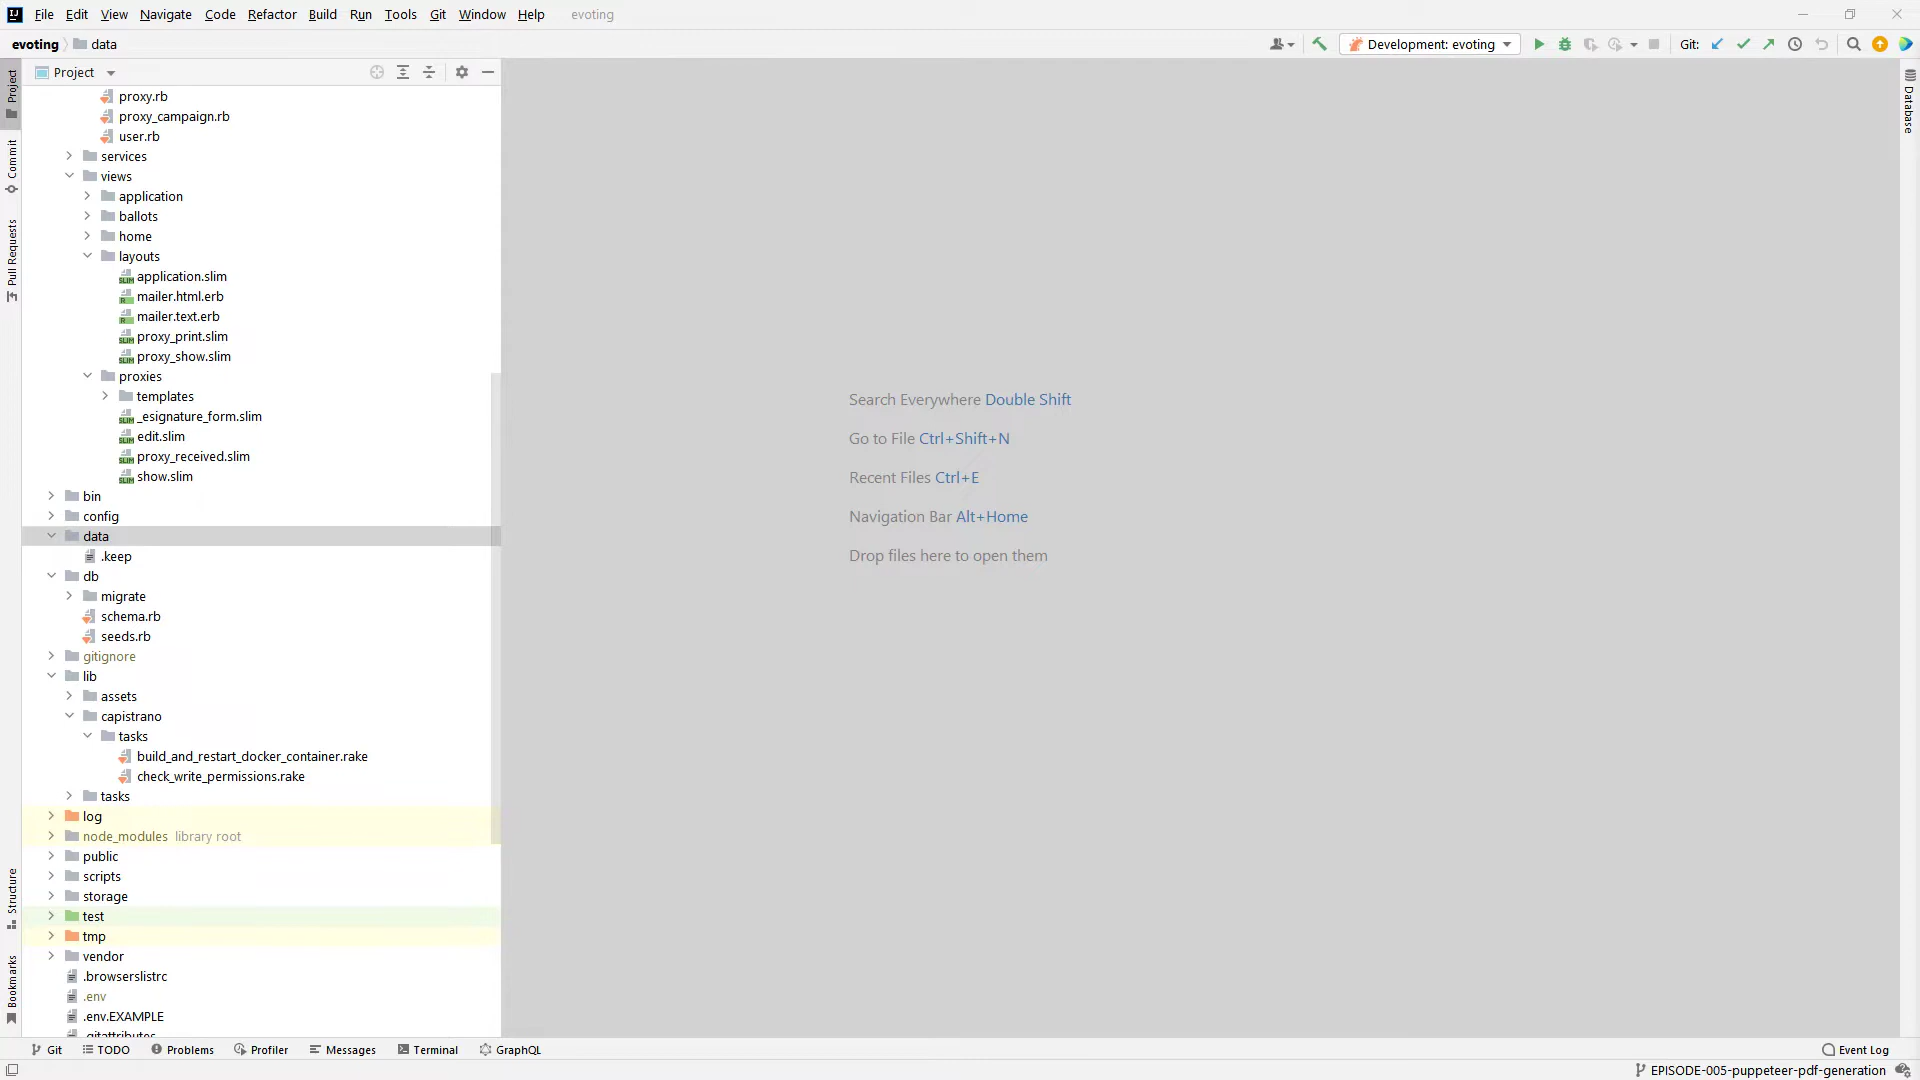 File Edit View Navigate Code Refactor Build Run Tools Git Window Help evoting
evoting data
Development: evoting
Git:
Project
proxy.rb
proxy_campaign.rb
user.rb
services
views
application
ballots
home
layouts
application.slim
mailer.html.erb
mailer.text.erb
proxy_print.slim
proxy_show.slim
proxies
templates
_esignature_form.slim
edit.slim
proxy_received.slim
show.slim
bin
config
data
.keep
db
migrate
schema.rb
seeds.rb
gitignore
lib
assets
capistrano
tasks
build_and_restart_docker_container.rake
check_write_permissions.rake
tasks
log
node_modules library root
public
scripts
storage
test
tmp
vendor
.browserslistrc
.env
.env.EXAMPLE
.gitattributes
Project
Commit
Pull Requests
Structure
Bookmarks
Search Everywhere Double Shift
Go to File Ctrl+Shift+N
Recent Files Ctrl+E
Navigation Bar Alt+Home
Drop files here to open them
Database
Git TODO Problems Profiler Messages Terminal GraphQL
Event Log
EPISODE-005-puppeteer-pdf-generation